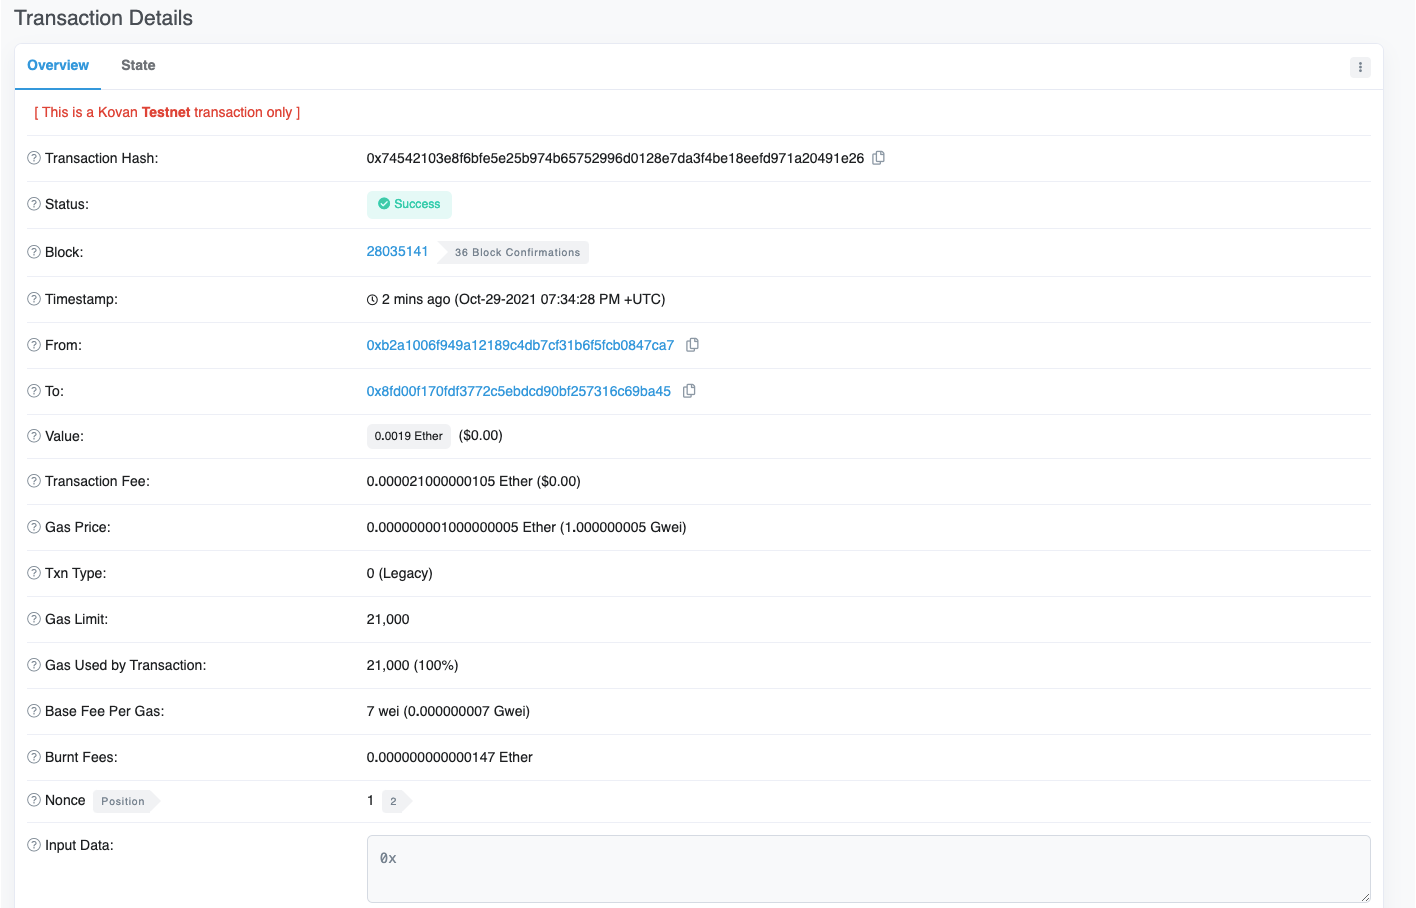 Transaction Details
Overview State
[ This is a Kovan Testnet transaction only ]
Transaction Hash: 0x74542103e8f6bfe5e25b974b65752996d0128e7da3f4be18eefd971a20491e26
Status: Success
Block: 28035141 36 Block Confirmations
Timestamp: 2 mins ago (Oct-29-2021 07:34:28 PM +UTC)
From: 0xb2a1006f949a12189c4db7cf31b6f5fcb0847ca7
To: 0x8fd00f170fdf3772c5ebdcd90bf257316c69ba45
Value: 0.0019 Ether ($0.00)
Transaction Fee: 0.000021000000105 Ether ($0.00)
Gas Price: 0.000000001000000005 Ether (1.000000005 Gwei)
Txn Type: 0 (Legacy)
Gas Limit: 21,000
Gas Used by Transaction: 21,000 (100%)
Base Fee Per Gas: 7 wei (0.000000007 Gwei)
Burnt Fees: 0.000000000000147 Ether
Nonce Position 1 2
Input Data: 0x